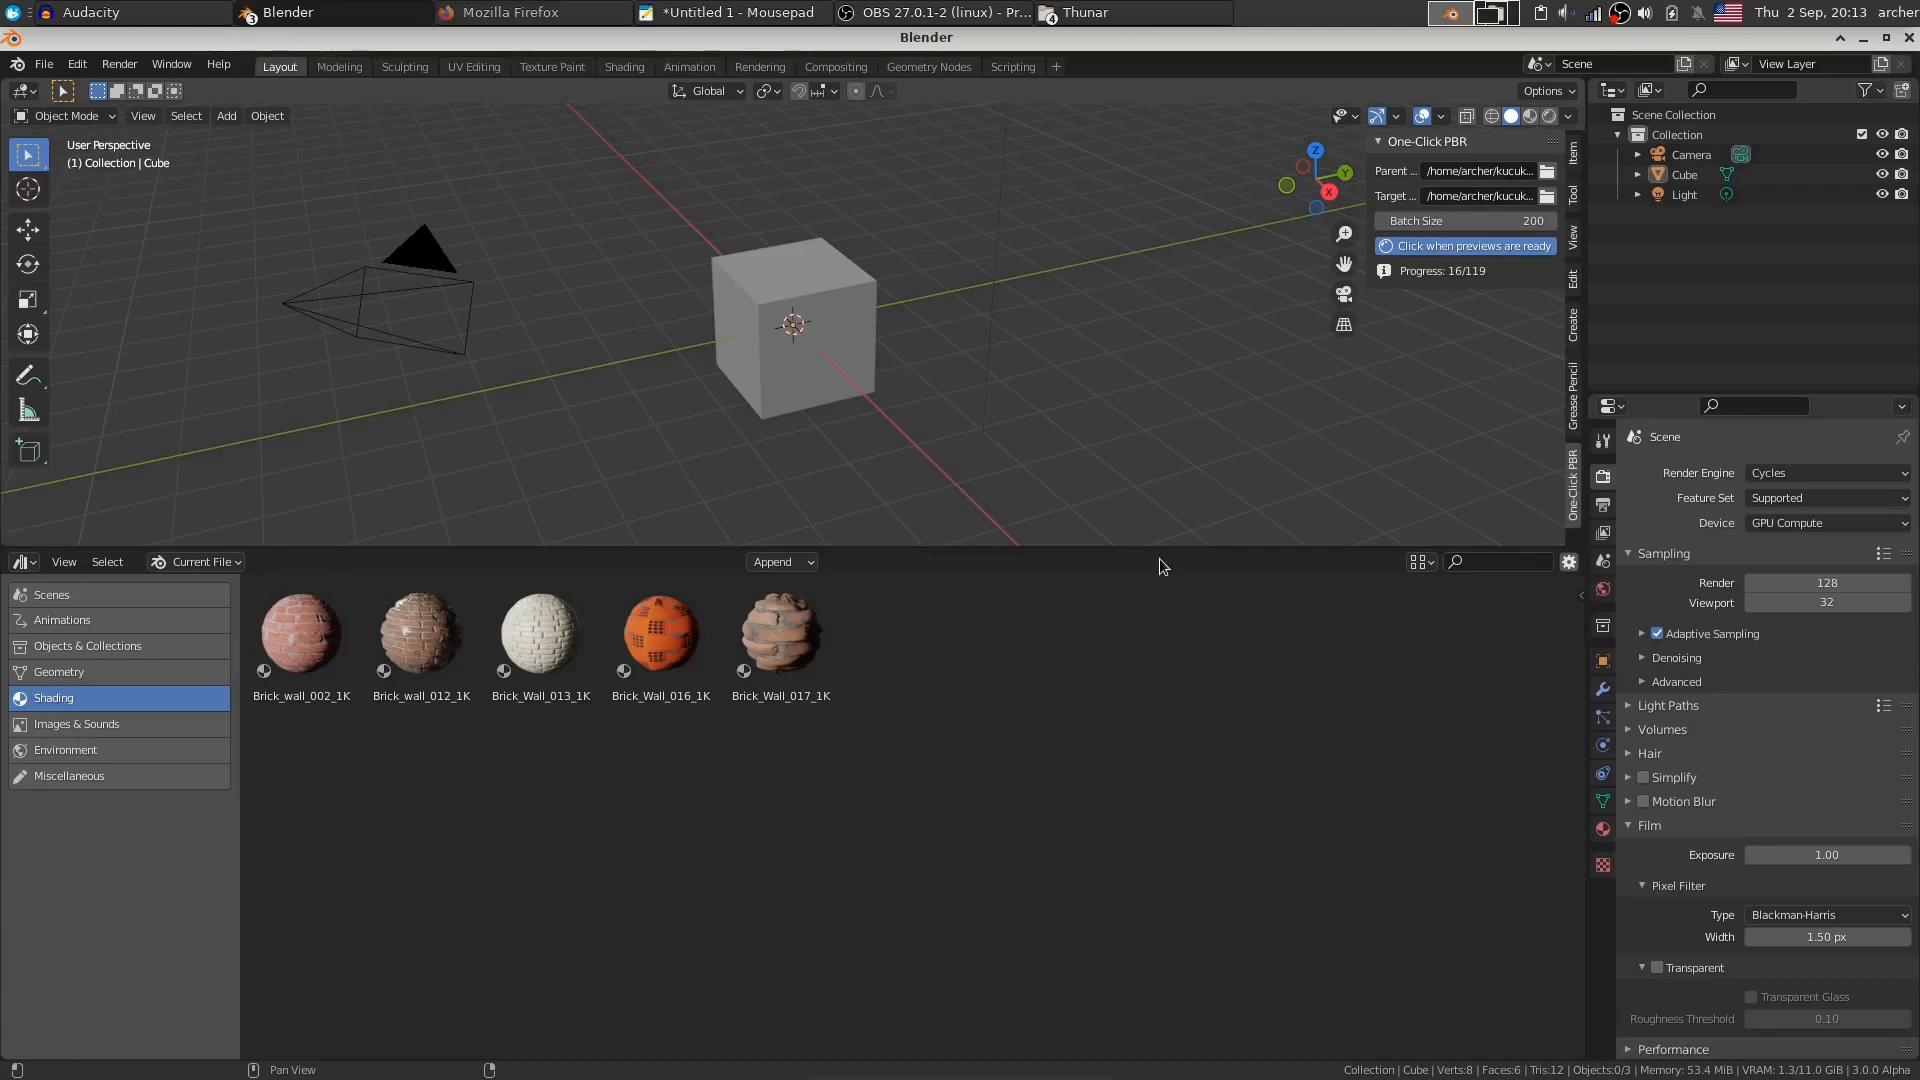 Audacity
3
Blender
Mozilla Firefox
*Untitled 1 - Mousepad
OBS 27.0.1-2 (linux) - Pr...
4
Thunar
Thu 2 Sep, 20:13
archer
Blender
File
Edit
Render
Window
Help
Layout
Modeling
Sculpting
UV Editing
Texture Paint
Shading
Animation
Rendering
Compositing
Geometry Nodes
Scripting
+
Scene
View Layer
Global
Options
Object Mode
View
Select
Add
Object
User Perspective
(1) Collection | Cube
Z
Y
X
One-Click PBR
Parent ...
/home/archer/kucuk...
Target ...
/home/archer/kucuk...
Batch Size
200
Click when previews are ready
Progress: 16/119
Item
Tool
View
Edit
Create
Grease Pencil
One-Click PBR
Scene Collection
Collection
Camera
Cube
Light
View
Select
Current File
Append
Scenes
Animations
Objects & Collections
Geometry
Shading
Images & Sounds
Environment
Miscellaneous
Brick_wall_002_1K
Brick_wall_012_1K
Brick_Wall_013_1K
Brick_Wall_016_1K
Brick_Wall_017_1K
Scene
Render Engine
Cycles
Feature Set
Supported
Device
GPU Compute
Sampling
Render
128
Viewport
32
Adaptive Sampling
Denoising
Advanced
Light Paths
Volumes
Hair
Simplify
Motion Blur
Film
Exposure
1.00
Pixel Filter
Type
Blackman-Harris
Width
1.50 px
Transparent
Transparent Glass
Roughness Threshold
0.10
Performance
Pan View
Collection | Cube | Verts:8 | Faces:6 | Tris:12 | Objects:0/3 | Memory: 53.4 MiB | VRAM: 1.3/11.0 GiB | 3.0.0 Alpha